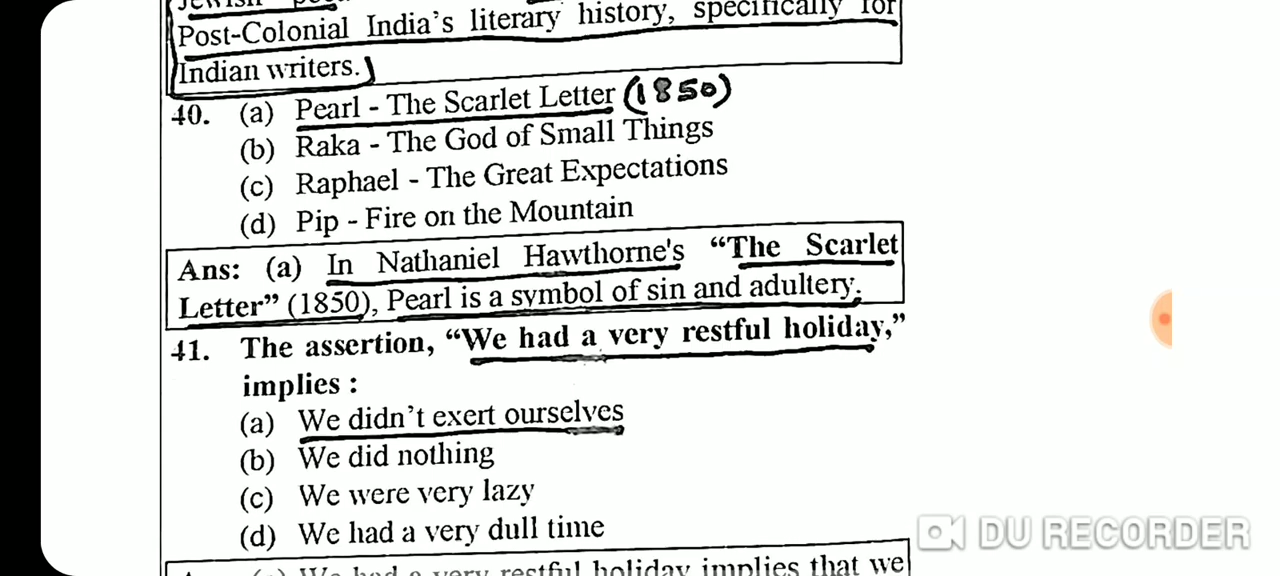 Post-Colonial India's literary history, specifically for
Indian writers.
40. (a) Pearl - The Scarlet Letter (1850)
(b) Raka - The God of Small Things
(c) Raphael - The Great Expectations
(d) Pip - Fire on the Mountain
Ans: (a) In Nathaniel Hawthorne's "The Scarlet
Letter" (1850), Pearl is a symbol of sin and adultery.
41. The assertion, "We had a very restful holiday,"
implies :
(a) We didn't exert ourselves
(b) We did nothing
(c) We were very lazy
(d) We had a very dull time
We had a very restful holiday implies that we
DU RECORDER